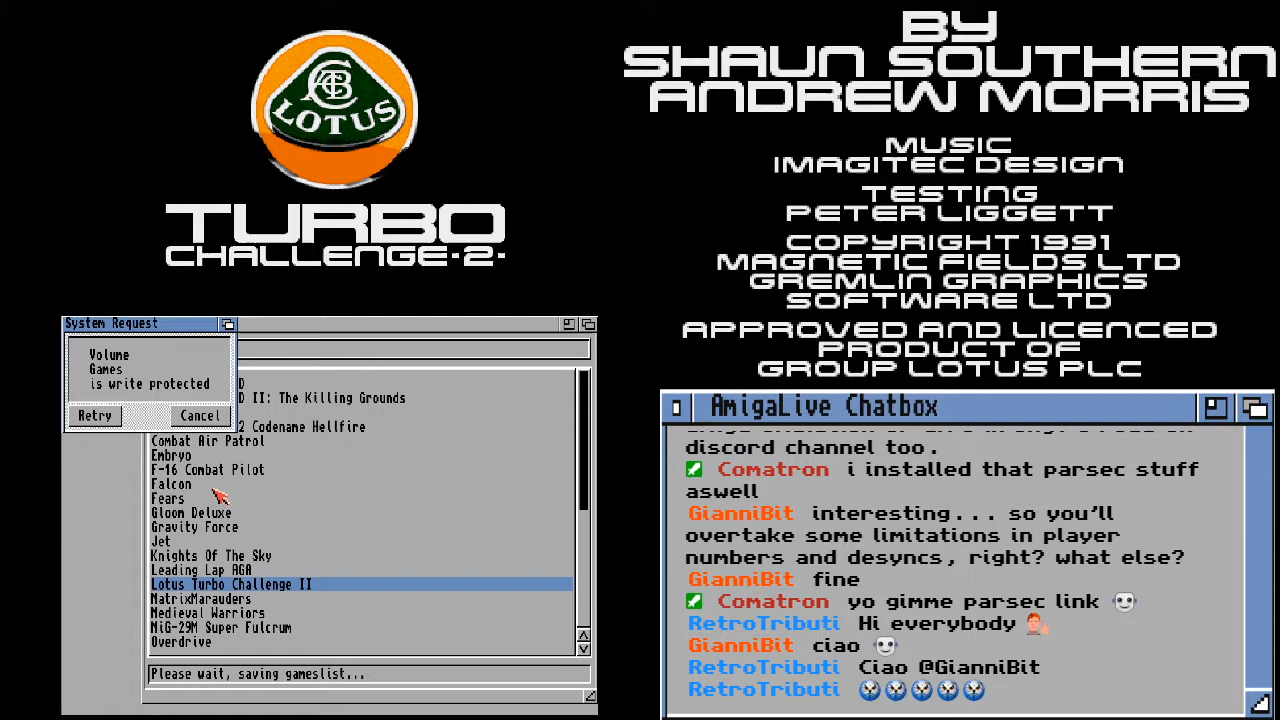 ACBC
LOTUS
TURBO
CHALLENGE-2-
BY
SHAUN SOUTHERN
ANDREW MORRIS
MUSIC
IMAGITEC DESIGN
TESTING
PETER LIGGETT
COPYRIGHT 1991
MAGNETIC FIELDS LTD
GREMLIN GRAPHICS
SOFTWARE LTD
APPROVED AND LICENCED
PRODUCT OF
GROUP LOTUS PLC
System Request
Volume
Games
is write protected
Retry Cancel
D
D II: The Killing Grounds
2 Codename Hellfire
Combat Air Patrol
Embryo
F-16 Combat Pilot
Falcon
Fears
Gloom Deluxe
Gravity Force
Jet
Knights Of The Sky
Leading Lap AGA
Lotus Turbo Challenge II
MatrixMarauders
Medieval Warriors
MiG-29M Super Fulcrum
Overdrive
Please wait, saving gameslist...
AmigaLive Chatbox
discord channel too.
Comatron i installed that parsec stuff
aswell
GianniBit interesting... so you'll
overtake some limitations in player
numbers and desyncs, right? what else?
GianniBit fine
Comatron yo gimme parsec link
RetroTributi Hi everybody
GianniBit ciao
RetroTributi Ciao @GianniBit
RetroTributi